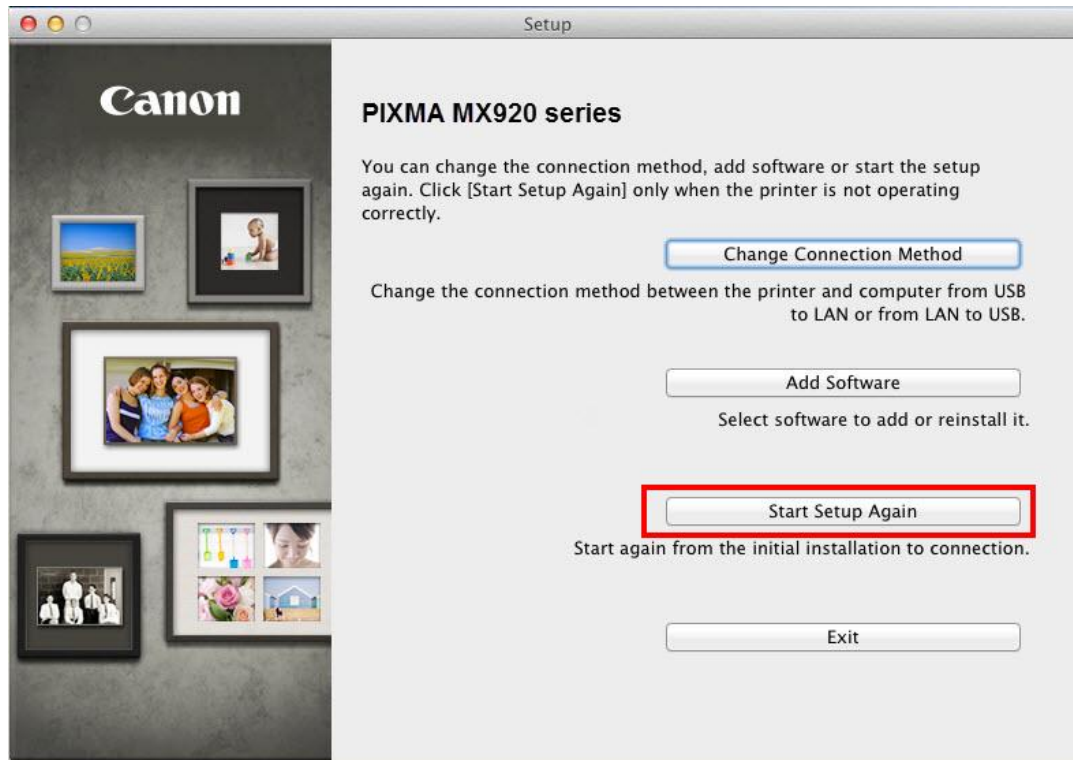 Setup
Canon
PIXMA MX920 series
You can change the connection method, add software or start the setup
again. Click [Start Setup Again] only when the printer is not operating
correctly.
Change Connection Method
Change the connection method between the printer and computer from USB
to LAN or from LAN to USB.
Add Software
Select software to add or reinstall it.
Start Setup Again
Start again from the initial installation to connection.
Exit